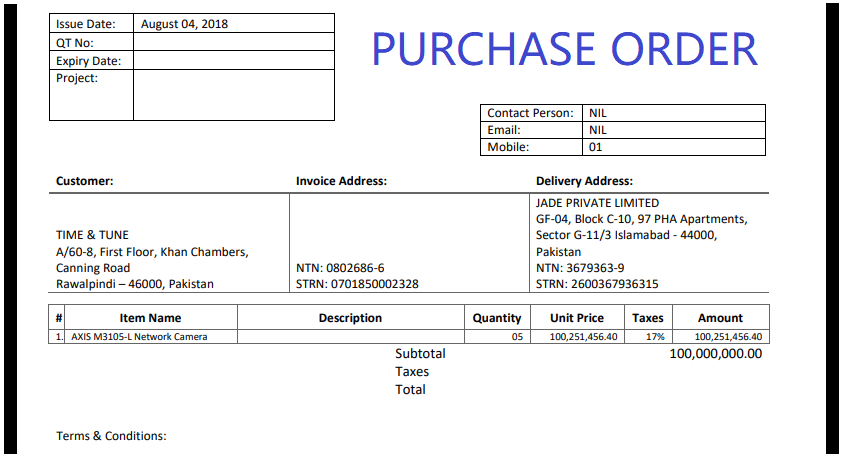 Issue Date: August 04, 2018
QT No:
Expiry Date:
Project:
PURCHASE ORDER
Contact Person: NIL
Email: NIL
Mobile: 01
Customer: Invoice Address: Delivery Address:
TIME & TUNE
A/60-8, First Floor, Khan Chambers,
Canning Road
Rawalpindi – 46000, Pakistan
NTN: 0802686-6
STRN: 0701850002328
JADE PRIVATE LIMITED
GF-04, Block C-10, 97 PHA Apartments,
Sector G-11/3 Islamabad - 44000,
Pakistan
NTN: 3679363-9
STRN: 2600367936315
# Item Name Description Quantity Unit Price Taxes Amount
1. AXIS M3105-L Network Camera 05 100,251,456.40 17% 100,251,456.40
Subtotal 100,000,000.00
Taxes
Total
Terms & Conditions: